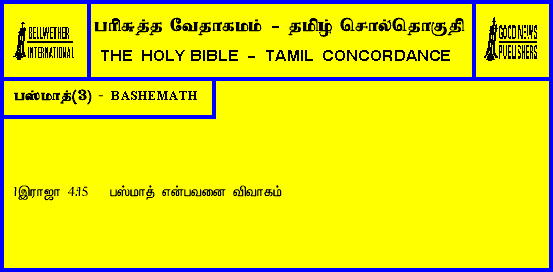 BELLWETHER
INTERNATIONAL
பரிசுத்த வேதாகமம் - தமிழ் சொல்தொகுதி
THE HOLY BIBLE - TAMIL CONCORDANCE
GOOD NEWS
PUBLISHERS
பஸ்மாத்(3) - BASHEMATH
1இராஜா 4:15 பஸ்மாத் என்பவனை விவாகம்